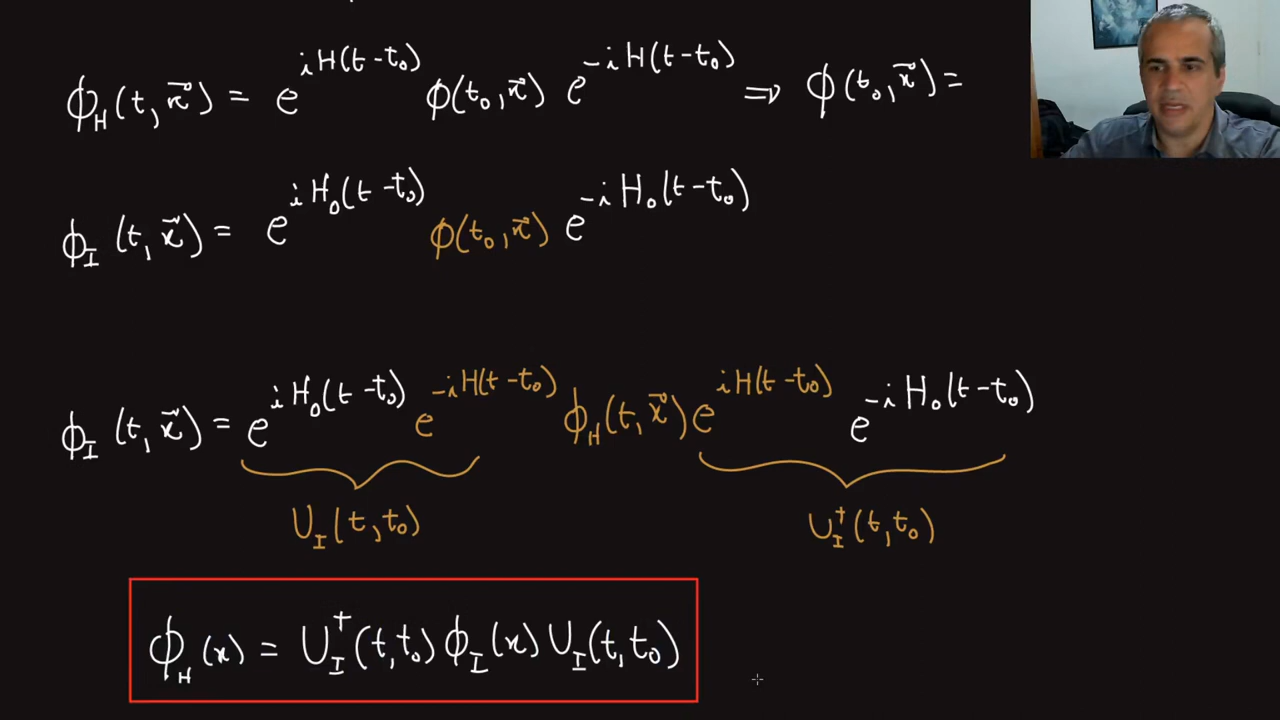 ϕ_H(t, x⃗) = e^{iH(t-t₀)} ϕ(t₀, x⃗) e^{-iH(t-t₀)} ⟹ ϕ(t₀, x⃗) =
ϕ_I(t, x⃗) = e^{iH₀(t-t₀)} ϕ(t₀, x⃗) e^{-iH₀(t-t₀)}
ϕ_I(t, x⃗) = e^{iH₀(t-t₀)} e^{-iH(t-t₀)} ϕ_H(t, x⃗) e^{iH(t-t₀)} e^{-iH₀(t-t₀)}
U_I(t, t₀) U_I^†(t, t₀)
ϕ_H(x) = U_I^†(t, t₀) ϕ_I(x) U_I(t, t₀)